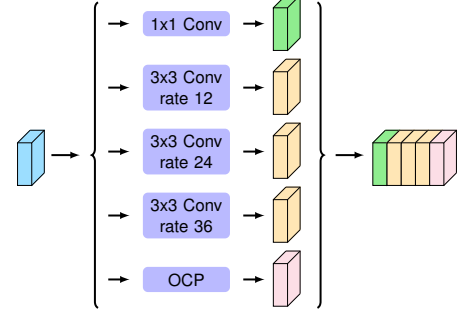 1x1 Conv
3x3 Conv
rate 12
3x3 Conv
rate 24
3x3 Conv
rate 36
OCP